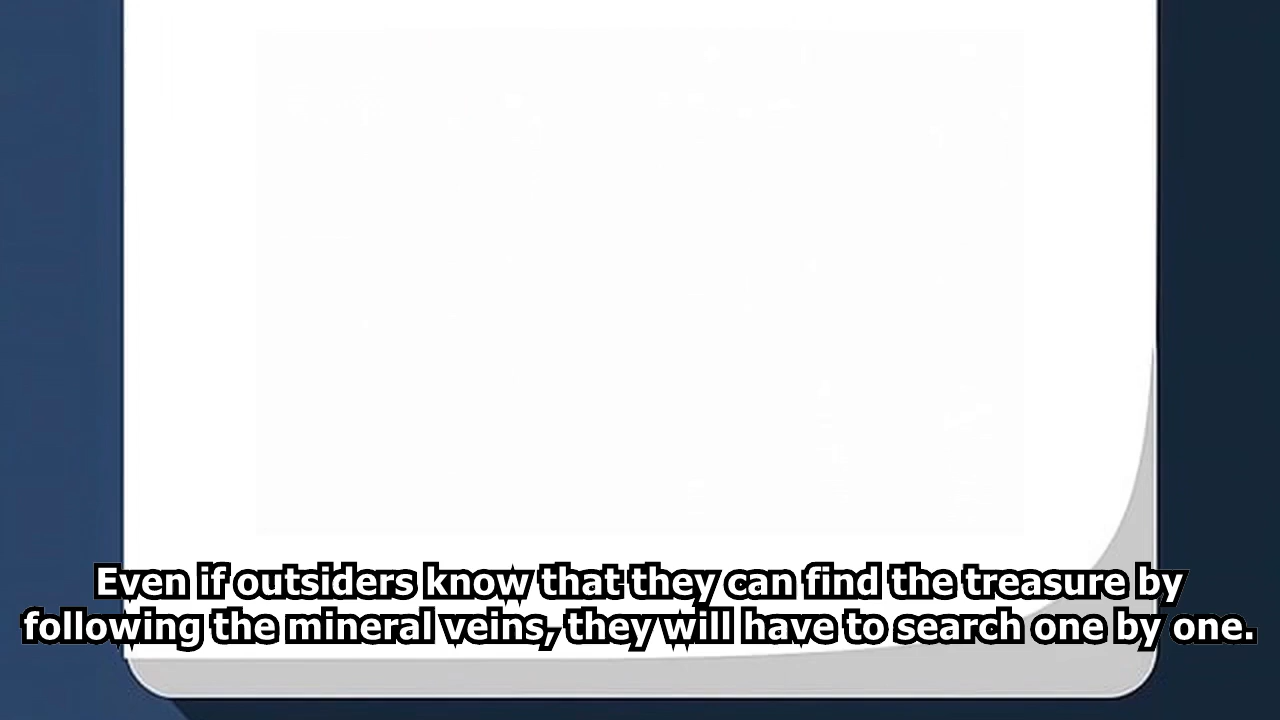 Even if outsiders know that they can find the treasure by
following the mineral veins, they will have to search one by one.